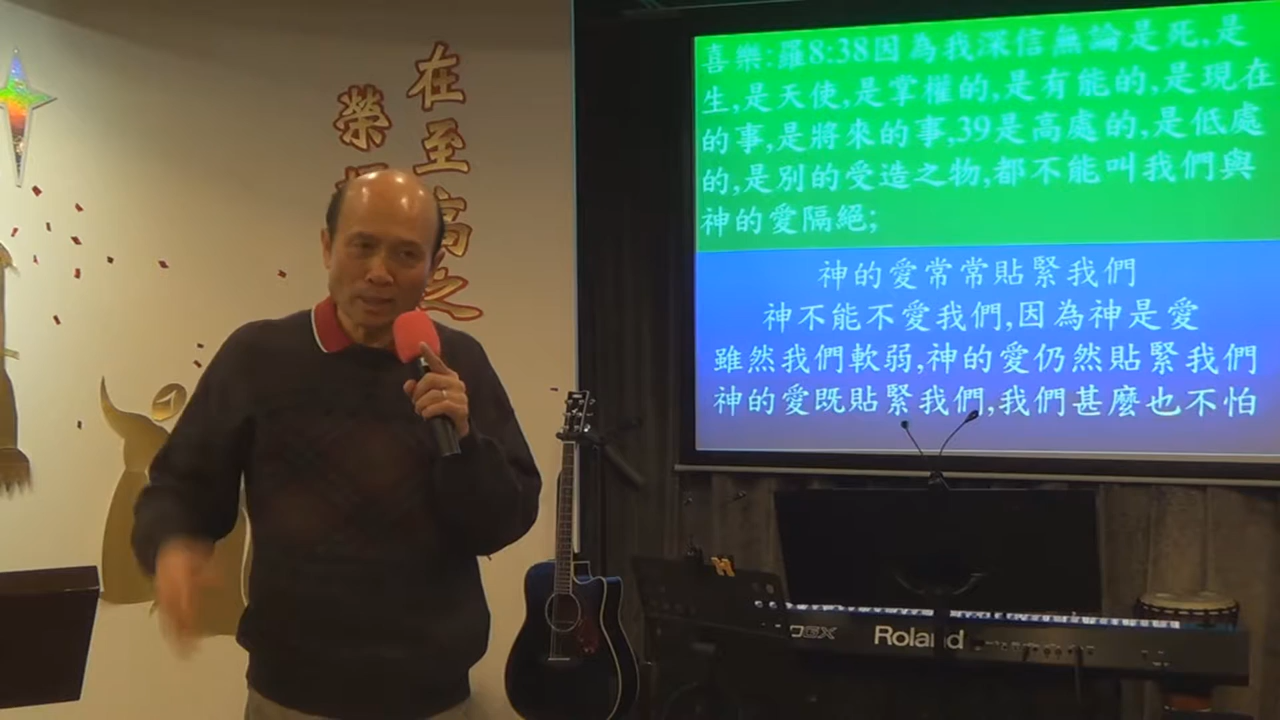 在至高之
榮
喜樂:羅8:38因為我深信無論是死,是
生,是天使,是掌權的,是有能的,是現在
的事,是將來的事,39是高處的,是低處
的,是別的受造之物,都不能叫我們與
神的愛隔絕;
神的愛常常貼緊我們
神不能不愛我們,因為神是愛
雖然我們軟弱,神的愛仍然貼緊我們
神的愛既貼緊我們,我們甚麼也不怕
GX
Roland